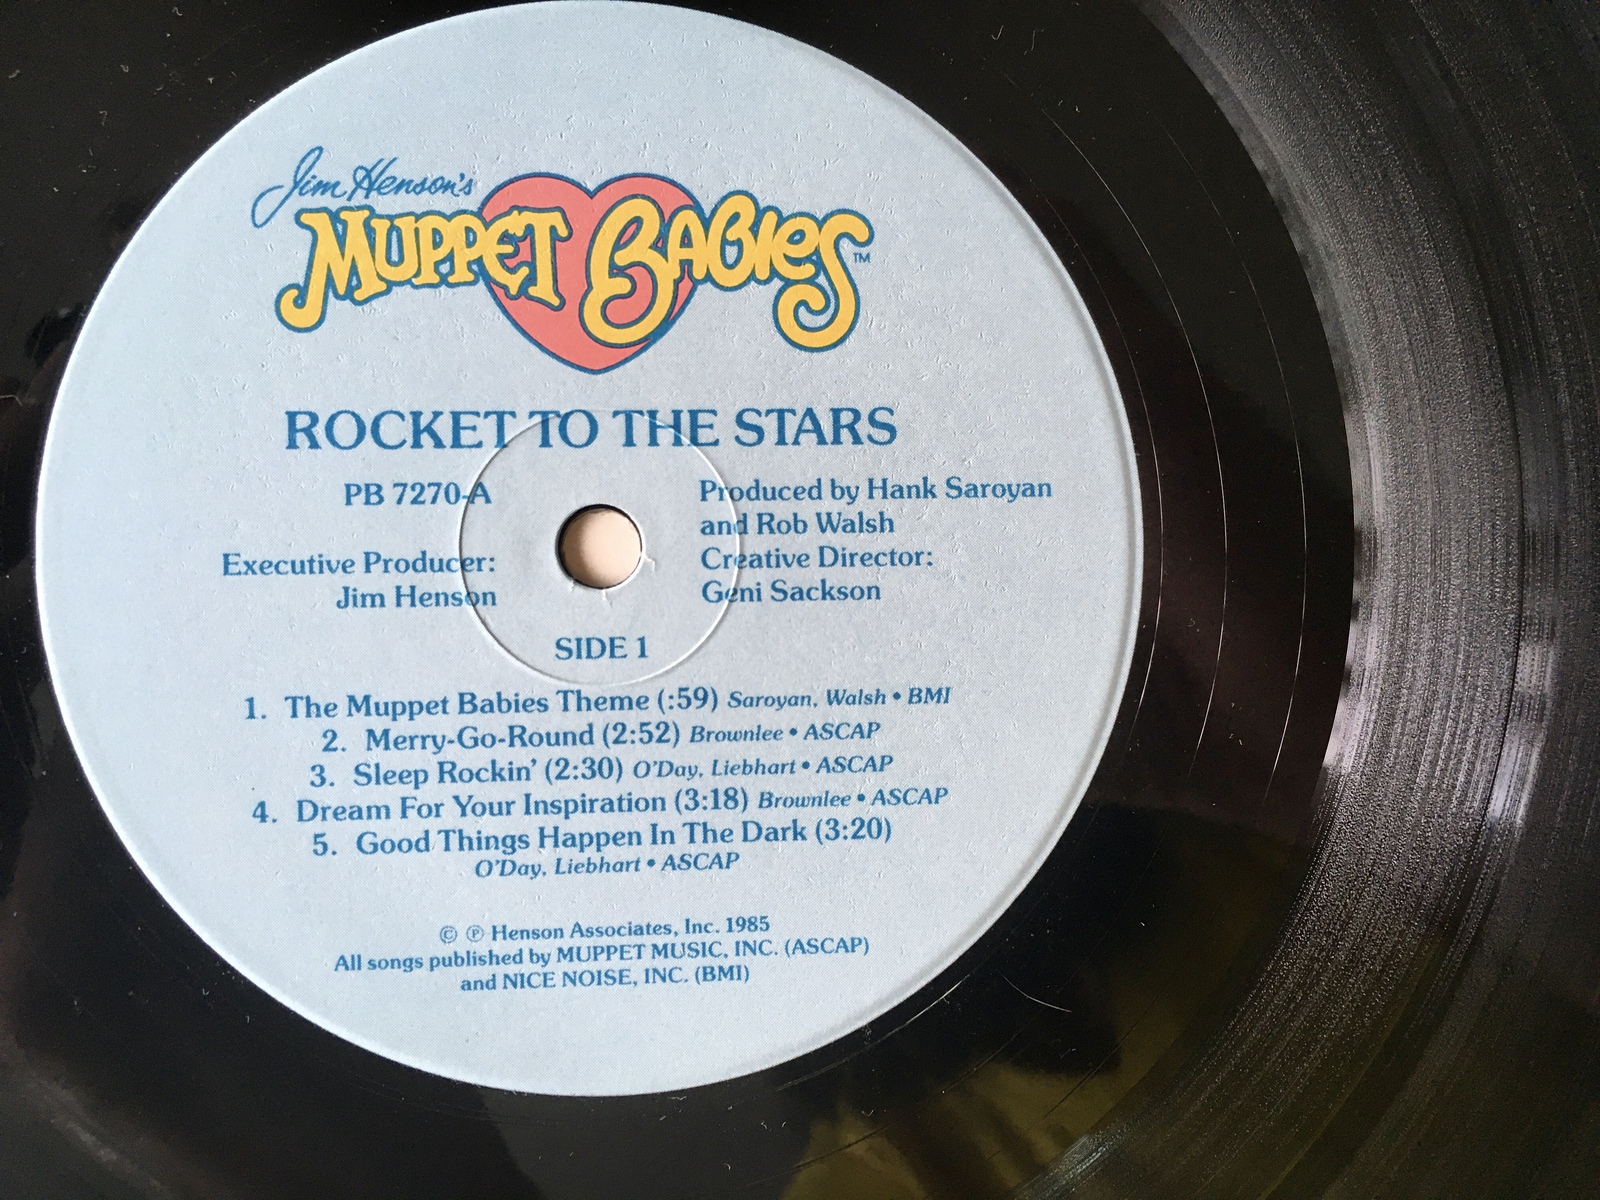 Jim Henson's
MUPPET BABIES™
ROCKET TO THE STARS
PB 7270-A
Executive Producer:
Jim Henson
Produced by Hank Saroyan
and Rob Walsh
Creative Director:
Geni Sackson
SIDE 1
1. The Muppet Babies Theme (:59) Saroyan, Walsh • BMI
2. Merry-Go-Round (2:52) Brownlee • ASCAP
3. Sleep Rockin' (2:30) O'Day, Liebhart • ASCAP
4. Dream For Your Inspiration (3:18) Brownlee • ASCAP
5. Good Things Happen In The Dark (3:20)
O'Day, Liebhart • ASCAP
© ℗ Henson Associates, Inc. 1985
All songs published by MUPPET MUSIC, INC. (ASCAP)
and NICE NOISE, INC. (BMI)